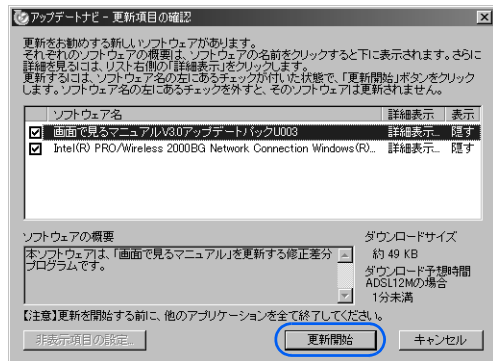 アップデートナビ - 更新項目の確認
更新をお勧めする新しいソフトウェアがあります。
それぞれのソフトウェアの概要は、ソフトウェアの名前をクリックすると下に表示されます。さらに
詳細を見るには、リスト右側の「詳細表示」をクリックします。
更新するには、ソフトウェア名の左にあるチェックが付いた状態で、「更新開始」ボタンをクリック
します。ソフトウェア名の左にあるチェックを外すと、そのソフトウェアは更新されません。
ソフトウェア名 詳細表示 表示
画面で見るマニュアルV3.0アップデートパックU003 詳細表示... 隠す
Intel(R) PRO/Wireless 2000BG Network Connection Windows(R)... 詳細表示... 隠す
ソフトウェアの概要
本ソフトウェアは、「画面で見るマニュアル」を更新する修正差分
プログラムです。
ダウンロードサイズ
約 49 KB
ダウンロード予想時間
ADSL12Mの場合
1分未満
【注意】更新を開始する前に、他のアプリケーションを全て終了してください。
非表示項目の設定... 更新開始 キャンセル